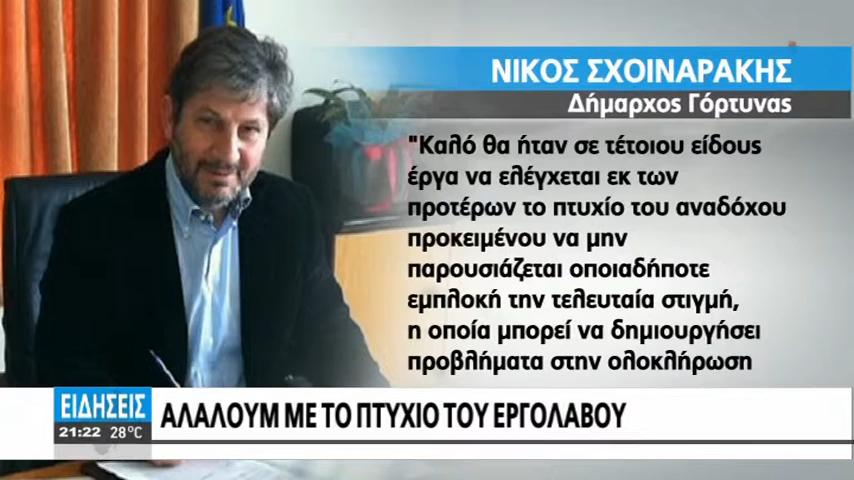 ΝΙΚΟΣ ΣΧΟΙΝΑΡΑΚΗΣ
Δήμαρχος Γόρτυνας
"Καλό θα ήταν σε τέτοιου είδους
έργα να ελέγχεται εκ των
προτέρων το πτυχίο του αναδόχου
προκειμένου να μην
παρουσιάζεται οποιαδήποτε
εμπλοκή την τελευταία στιγμή,
η οποία μπορεί να δημιουργήσει
προβλήματα στην ολοκλήρωση
ΕΙΔΗΣΕΙΣ
21:22 28°C
ΑΛΑΛΟΥΜ ΜΕ ΤΟ ΠΤΥΧΙΟ ΤΟΥ ΕΡΓΟΛΑΒΟΥ